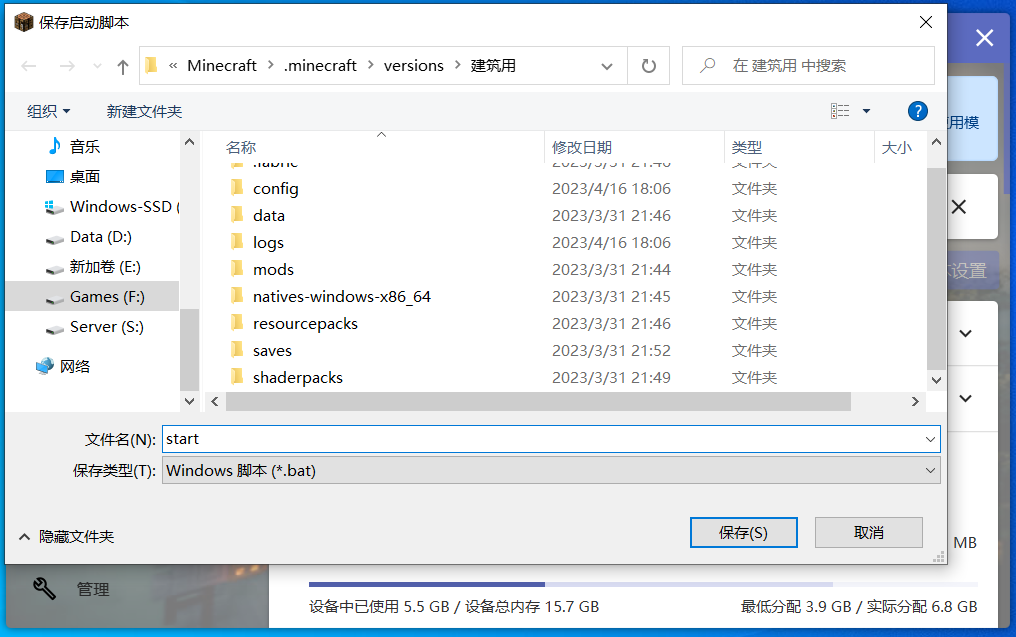 保存启动脚本
« Minecraft › .minecraft › versions › 建筑用
在 建筑用 中搜索
组织 新建文件夹
用模
音乐
桌面
Windows-SSD (
Data (D:)
新加卷 (E:)
Games (F:)
Server (S:)
网络
名称 修改日期 类型 大小
.fabric 2023/3/31 21:46 文件夹
config 2023/4/16 18:06 文件夹
data 2023/3/31 21:46 文件夹
logs 2023/4/16 18:06 文件夹
mods 2023/3/31 21:44 文件夹
natives-windows-x86_64 2023/3/31 21:45 文件夹
resourcepacks 2023/3/31 21:46 文件夹
saves 2023/3/31 21:52 文件夹
shaderpacks 2023/3/31 21:49 文件夹
设置
文件名(N): start
保存类型(T): Windows 脚本 (*.bat)
隐藏文件夹
保存(S) 取消
MB
管理
设备中已使用 5.5 GB / 设备总内存 15.7 GB
最低分配 3.9 GB / 实际分配 6.8 GB